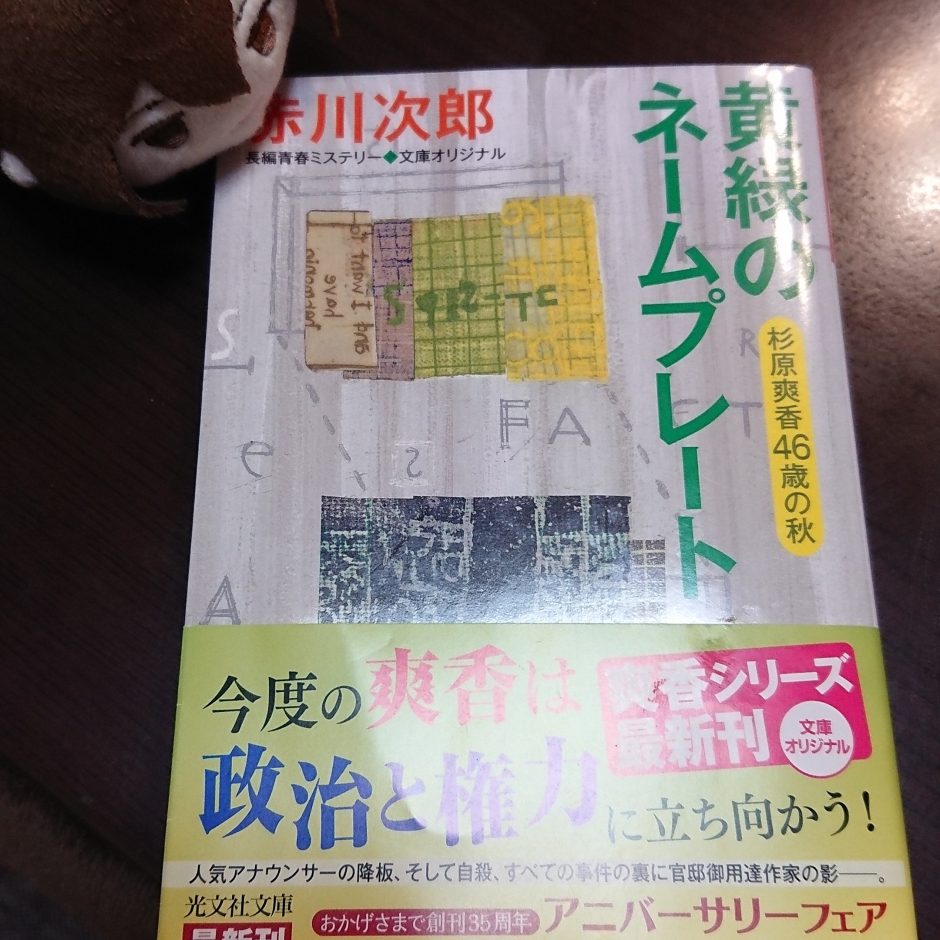 赤川次郎
長編青春ミステリー◆文庫オリジナル
黄緑の
ネームプレート
杉原爽香46歳の秋
S
TC
FA
E
T
R
S
A
今度の爽香は
政治と権力に立ち向かう!
爽香シリーズ
最新刊
文庫
オリジナル
人気アナウンサーの降板、そして自殺、すべての事件の裏に官邸御用達作家の影――。
光文社文庫
最新刊
おかげさまで創刊35周年
アニバーサリーフェア